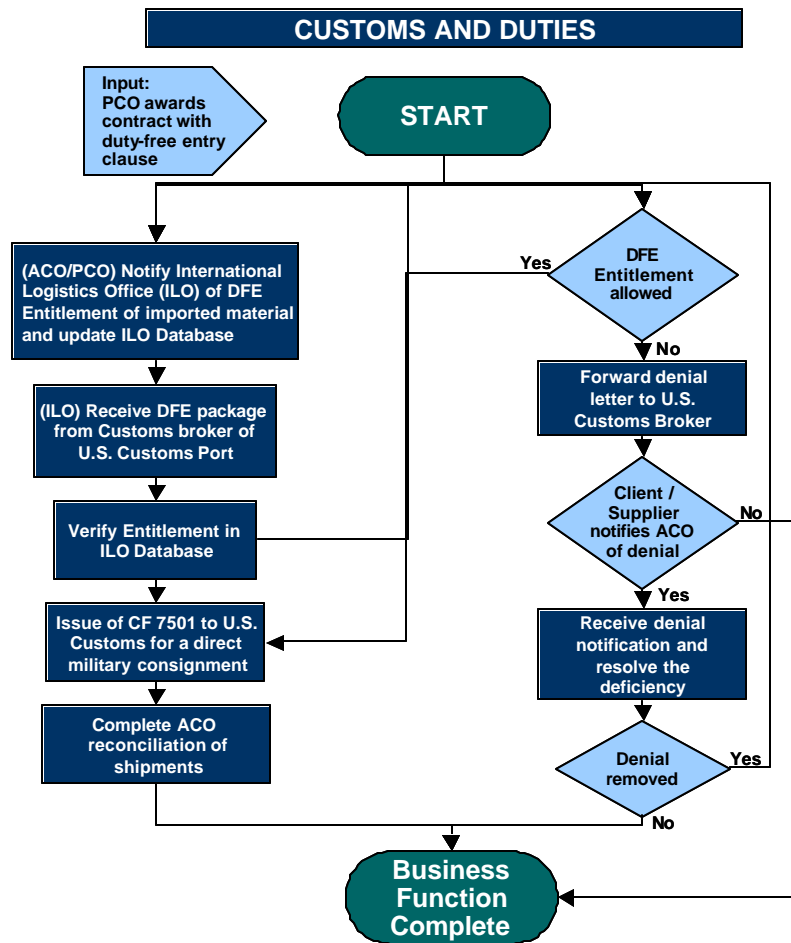 CUSTOMS AND DUTIES
Input:
PCO awards
contract with
duty-free entry
clause
START
(ACO/PCO) Notify International
Logistics Office (ILO) of DFE
Entitlement of imported material
and update ILO Database
(ILO) Receive DFE package
from Customs broker of
U.S. Customs Port
Verify Entitlement in
ILO Database
Issue of CF 7501 to U.S.
Customs for a direct
military consignment
Complete ACO
reconciliation of
shipments
Yes
DFE
Entitlement
allowed
No
Forward denial
letter to U.S.
Customs Broker
Client /
Supplier
notifies ACO
of denial
No
Yes
Receive denial
notification and
resolve the
deficiency
Denial
removed
Yes
No
Business
Function
Complete